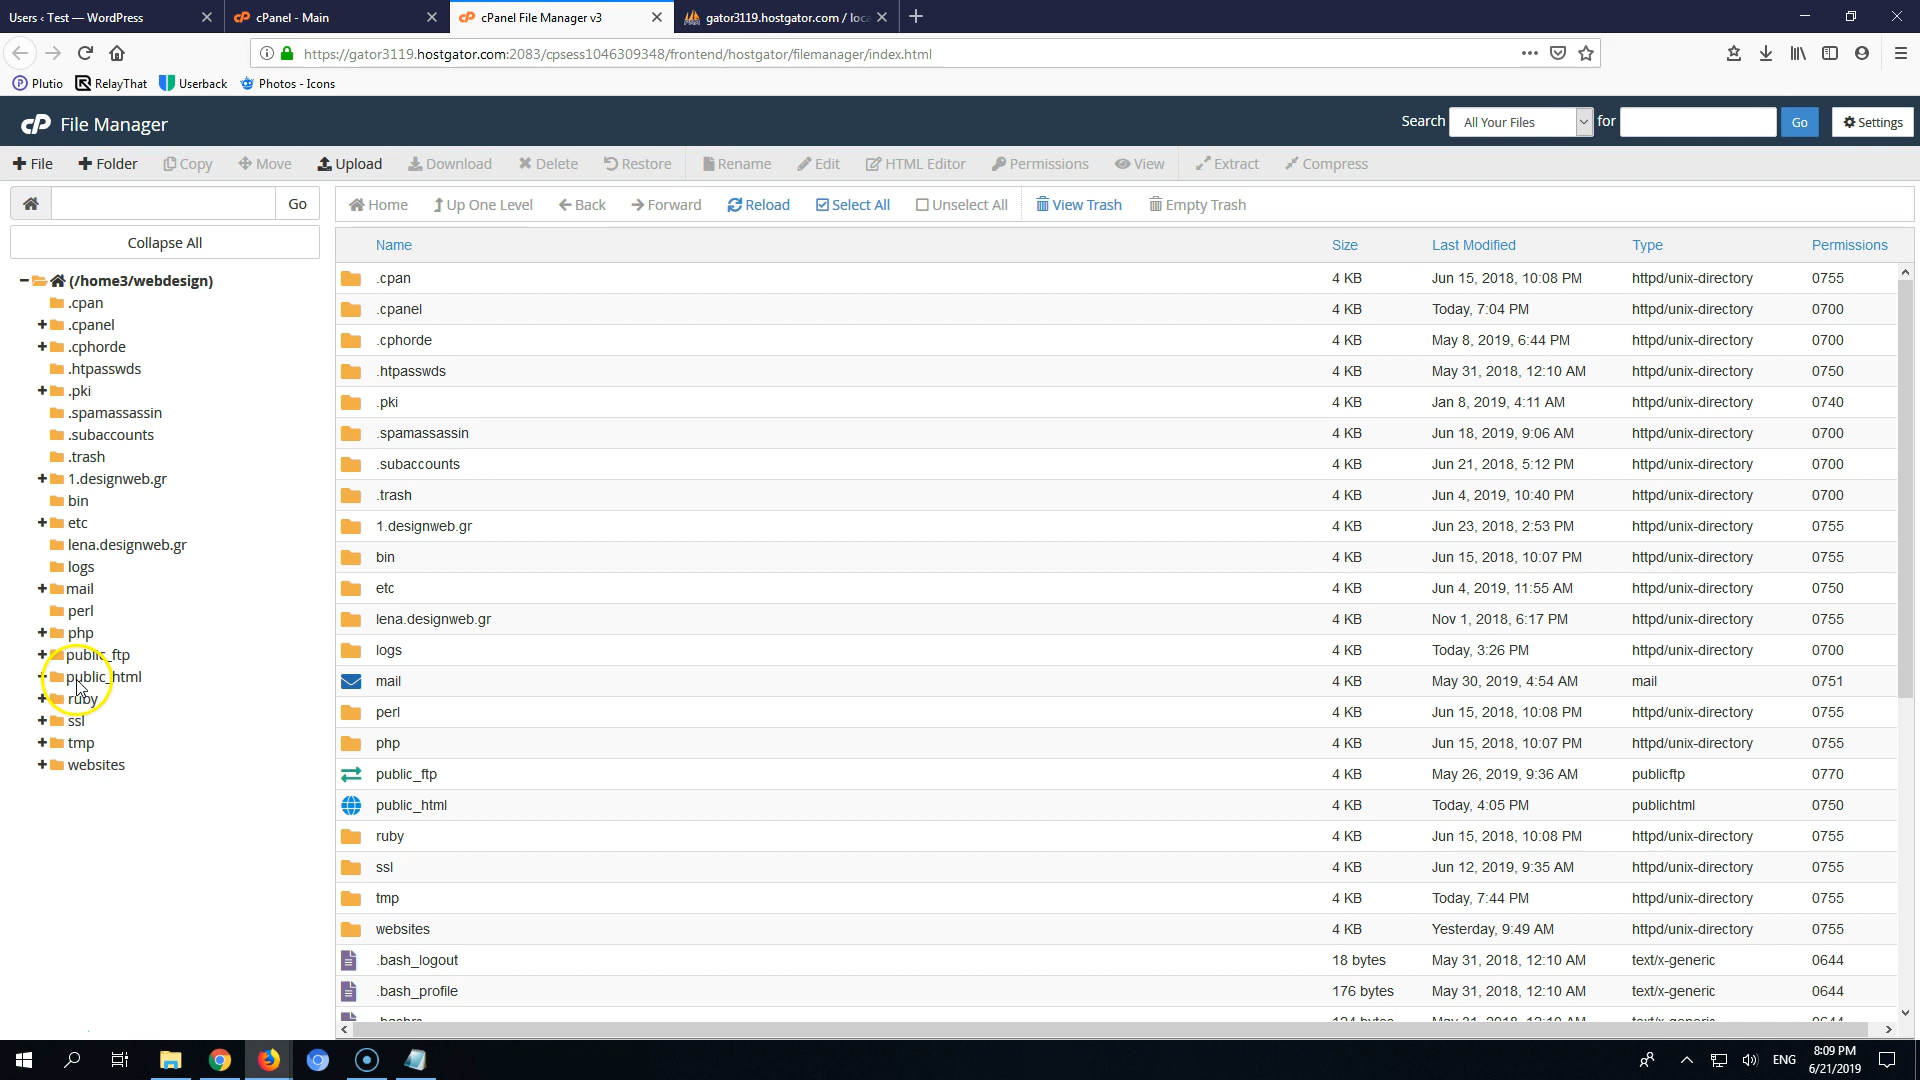 Users ‹ Test — WordPress
cPanel - Main
cPanel File Manager v3
gator3119.hostgator.com / loc
https://gator3119.hostgator.com:2083/cpsess1046309348/frontend/hostgator/filemanager/index.html
Plutio RelayThat Userback Photos - Icons
cP File Manager
Search All Your Files for Go Settings
File Folder Copy Move Upload Download Delete Restore Rename Edit HTML Editor Permissions View Extract Compress
Go
Home Up One Level Back Forward Reload Select All Unselect All View Trash Empty Trash
Collapse All
(/home3/webdesign)
.cpan
.cpanel
.cphorde
.htpasswds
.pki
.spamassassin
.subaccounts
.trash
1.designweb.gr
bin
etc
lena.designweb.gr
logs
mail
perl
php
public_ftp
public_html
ruby
ssl
tmp
websites
Name Size Last Modified Type Permissions
.cpan 4 KB Jun 15, 2018, 10:08 PM httpd/unix-directory 0755
.cpanel 4 KB Today, 7:04 PM httpd/unix-directory 0700
.cphorde 4 KB May 8, 2019, 6:44 PM httpd/unix-directory 0700
.htpasswds 4 KB May 31, 2018, 12:10 AM httpd/unix-directory 0750
.pki 4 KB Jan 8, 2019, 4:11 AM httpd/unix-directory 0740
.spamassassin 4 KB Jun 18, 2019, 9:06 AM httpd/unix-directory 0700
.subaccounts 4 KB Jun 21, 2018, 5:12 PM httpd/unix-directory 0700
.trash 4 KB Jun 4, 2019, 10:40 PM httpd/unix-directory 0700
1.designweb.gr 4 KB Jun 23, 2018, 2:53 PM httpd/unix-directory 0755
bin 4 KB Jun 15, 2018, 10:07 PM httpd/unix-directory 0755
etc 4 KB Jun 4, 2019, 11:55 AM httpd/unix-directory 0750
lena.designweb.gr 4 KB Nov 1, 2018, 6:17 PM httpd/unix-directory 0755
logs 4 KB Today, 3:26 PM httpd/unix-directory 0700
mail 4 KB May 30, 2019, 4:54 AM mail 0751
perl 4 KB Jun 15, 2018, 10:08 PM httpd/unix-directory 0755
php 4 KB Jun 15, 2018, 10:07 PM httpd/unix-directory 0755
public_ftp 4 KB May 26, 2019, 9:36 AM publicftp 0770
public_html 4 KB Today, 4:05 PM publichtml 0750
ruby 4 KB Jun 15, 2018, 10:08 PM httpd/unix-directory 0755
ssl 4 KB Jun 12, 2019, 9:35 AM httpd/unix-directory 0755
tmp 4 KB Today, 7:44 PM httpd/unix-directory 0755
websites 4 KB Yesterday, 9:49 AM httpd/unix-directory 0755
.bash_logout 18 bytes May 31, 2018, 12:10 AM text/x-generic 0644
.bash_profile 176 bytes May 31, 2018, 12:10 AM text/x-generic 0644
ENG
8:09 PM
6/21/2019